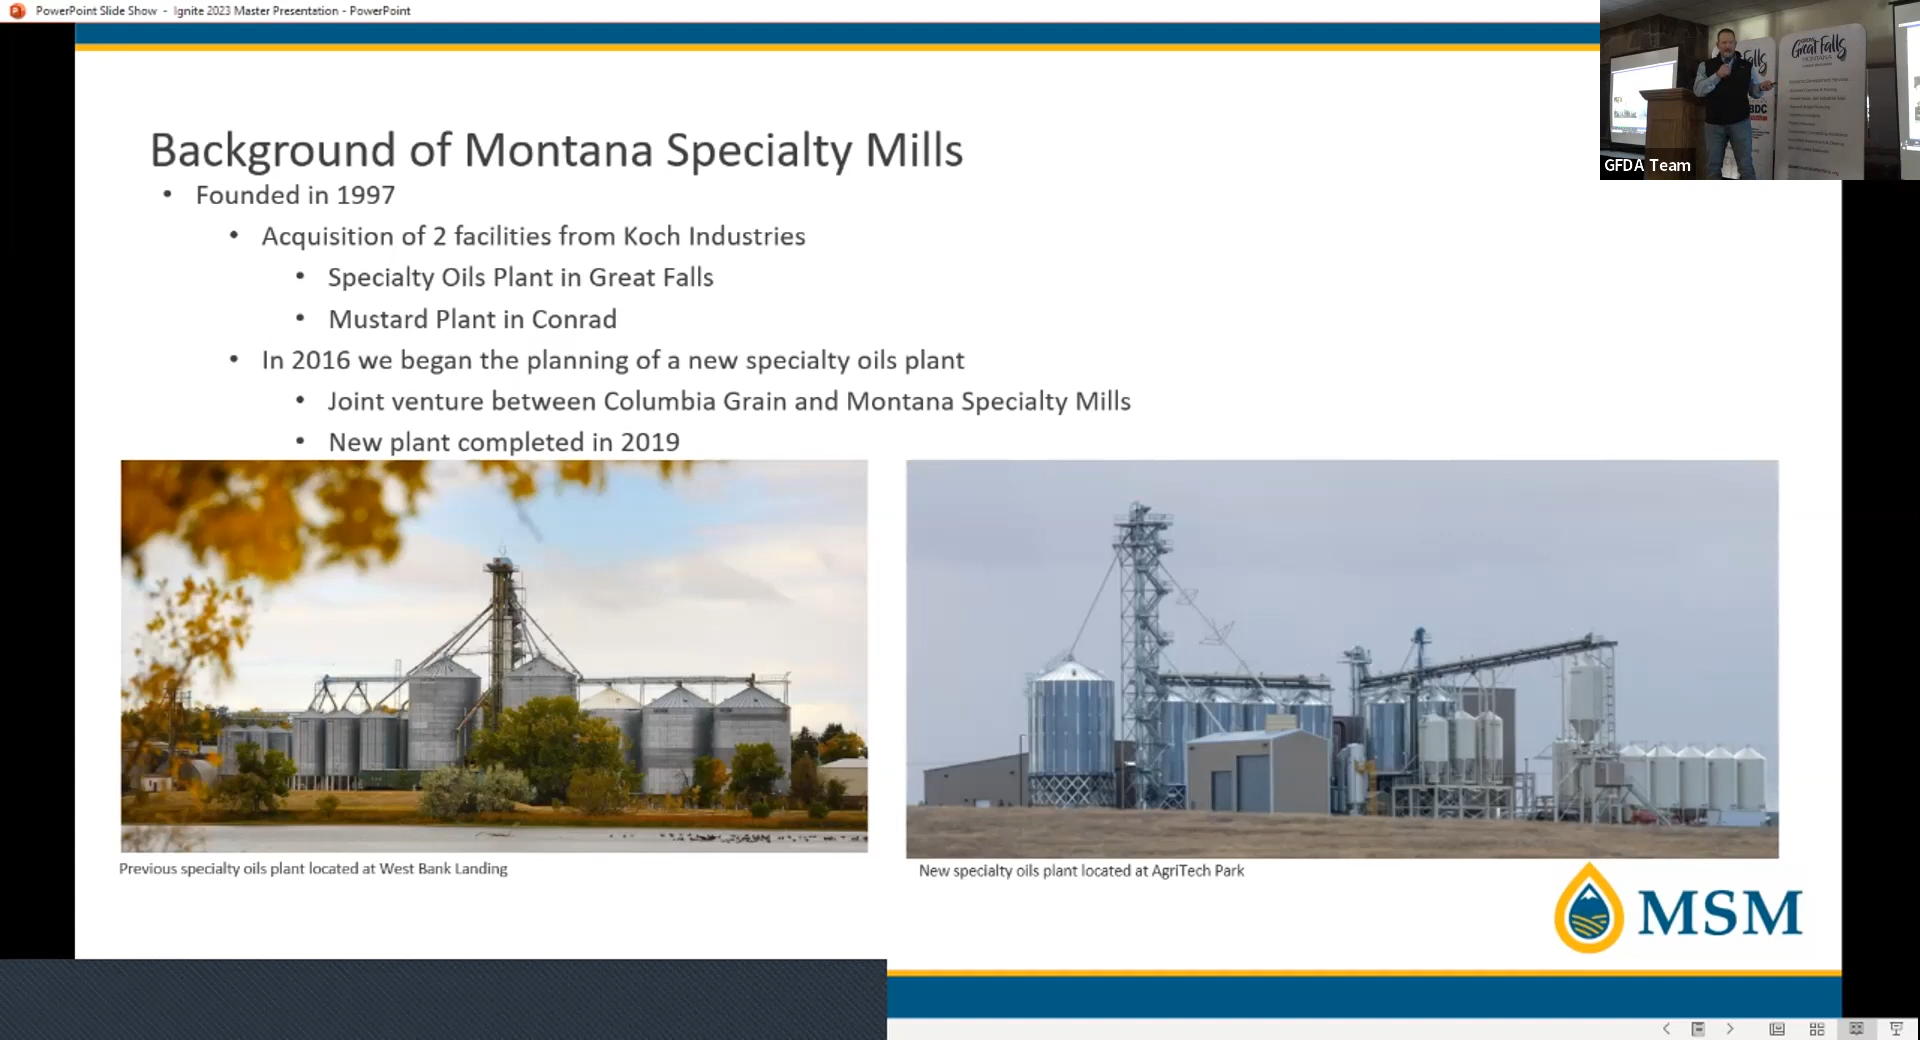 PowerPoint Slide Show - Ignite 2023 Master Presentation - PowerPoint
Great Falls
MONTANA
GFDA Team
Background of Montana Specialty Mills
• Founded in 1997
• Acquisition of 2 facilities from Koch Industries
• Specialty Oils Plant in Great Falls
• Mustard Plant in Conrad
• In 2016 we began the planning of a new specialty oils plant
• Joint venture between Columbia Grain and Montana Specialty Mills
• New plant completed in 2019
Previous specialty oils plant located at West Bank Landing
New specialty oils plant located at AgriTech Park
MSM